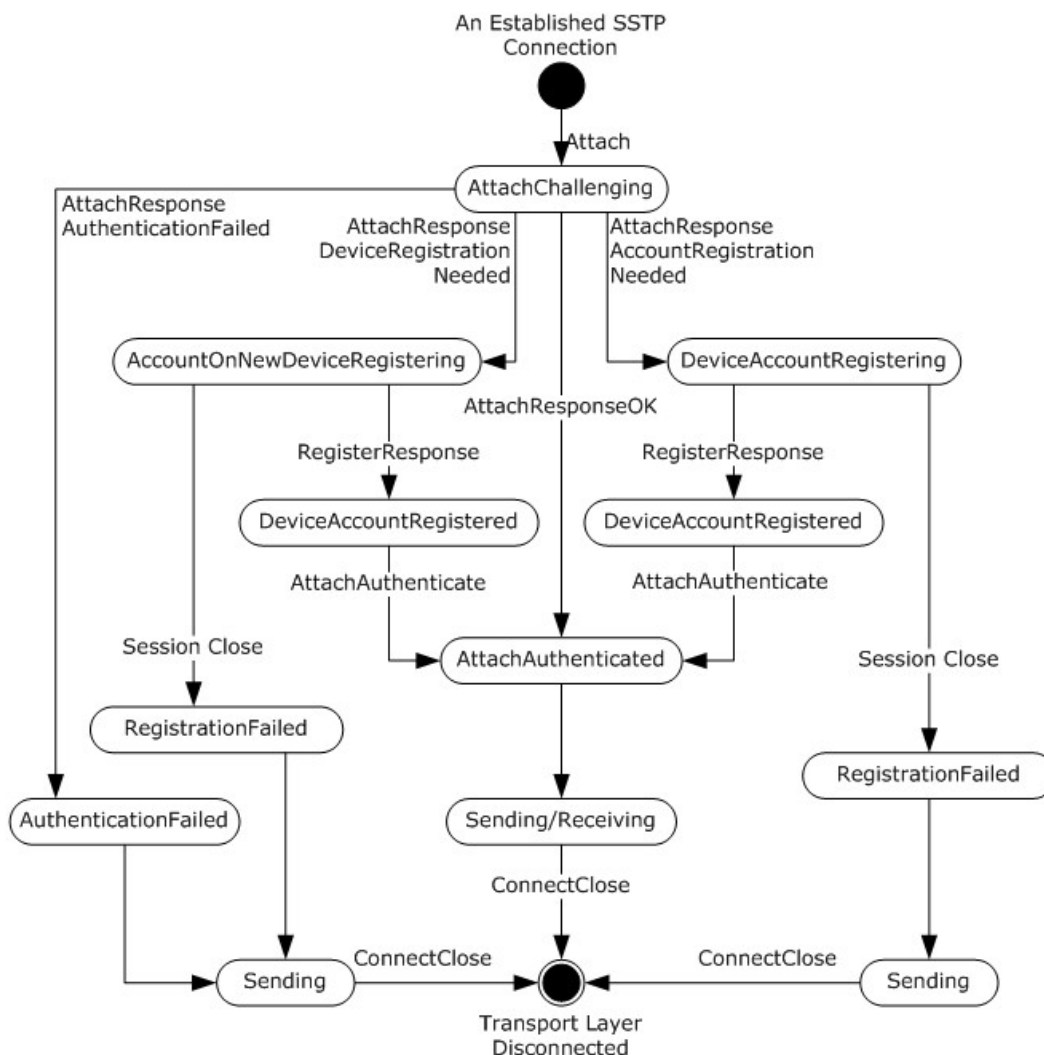 An Established SSTP
Connection
Attach
AttachChallenging
AttachResponse
AuthenticationFailed
AttachResponse
DeviceRegistration
Needed
AttachResponse
AccountRegistration
Needed
AccountOnNewDeviceRegistering
DeviceAccountRegistering
AttachResponseOK
RegisterResponse
RegisterResponse
DeviceAccountRegistered
DeviceAccountRegistered
AttachAuthenticate
AttachAuthenticate
Session Close
AttachAuthenticated
Session Close
RegistrationFailed
RegistrationFailed
AuthenticationFailed
Sending/Receiving
ConnectClose
Sending
ConnectClose
ConnectClose
Sending
Transport Layer
Disconnected